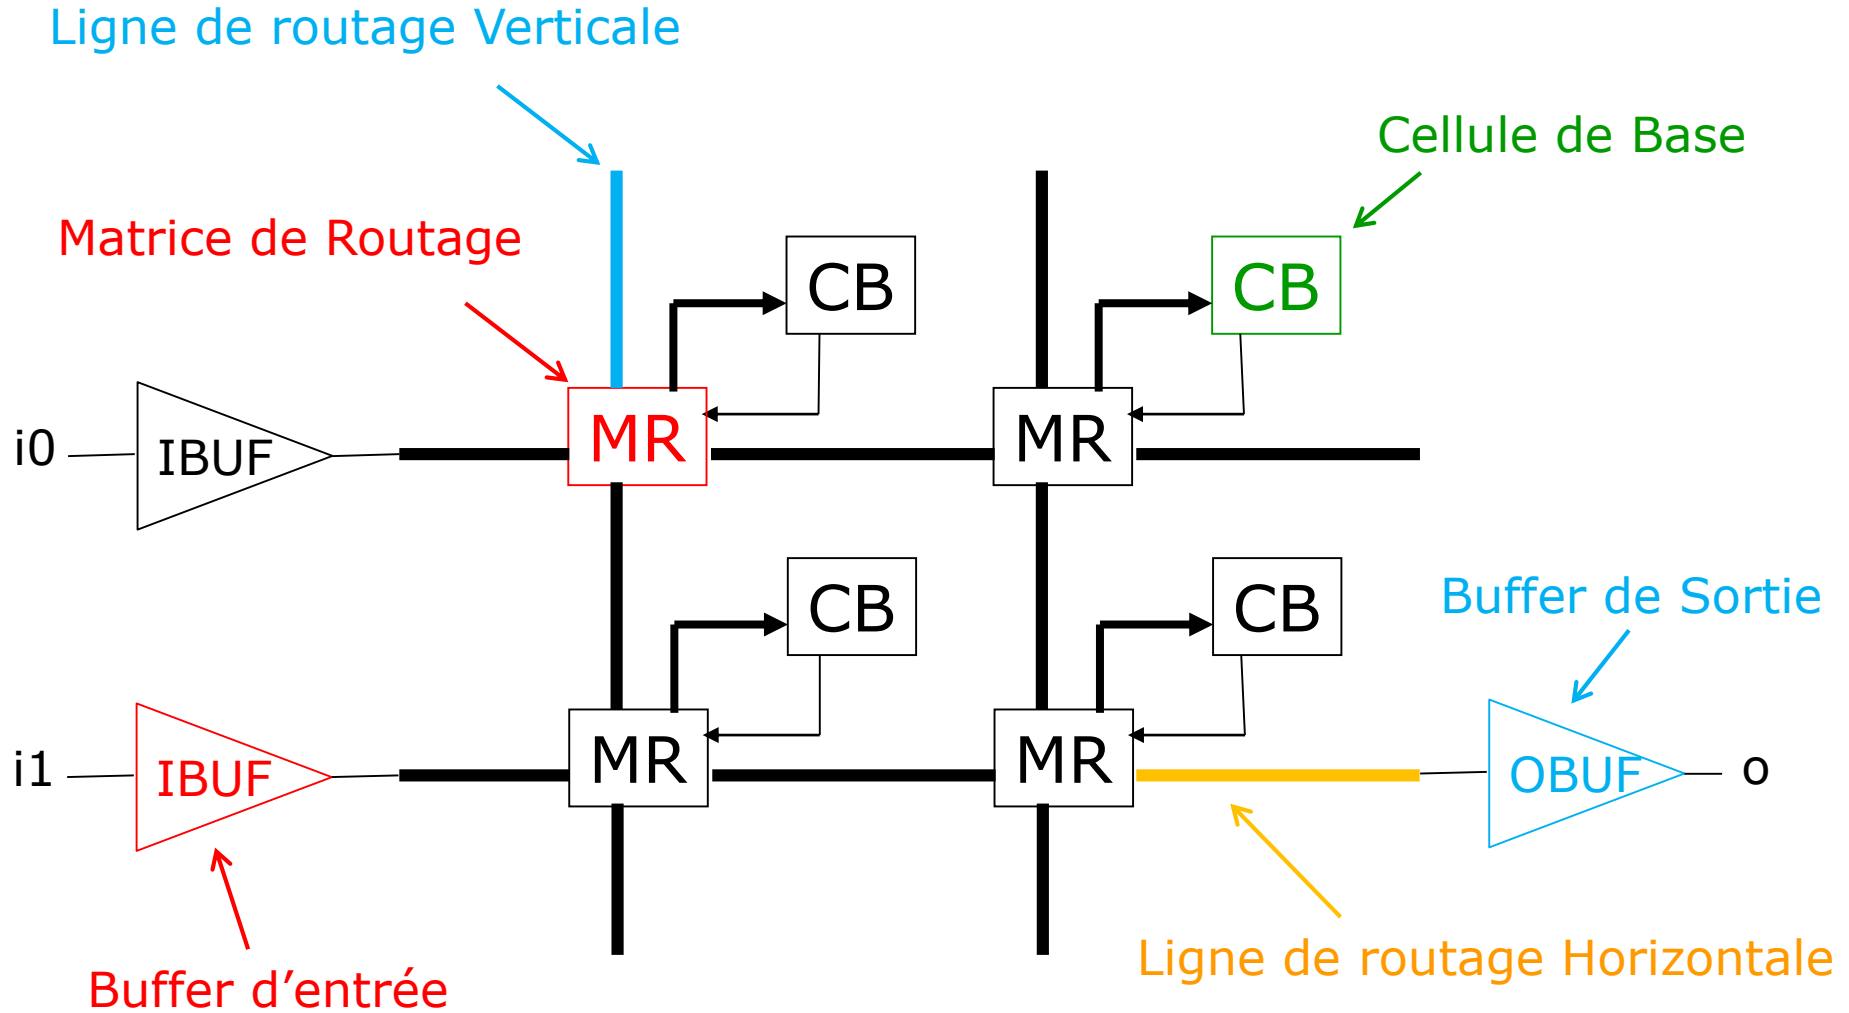 Ligne de routage Verticale
Cellule de Base
Matrice de Routage
CB
CB
i0
IBUF
MR
MR
CB
CB
Buffer de Sortie
i1
IBUF
MR
MR
OBUF
o
Ligne de routage Horizontale
Buffer d’entrée